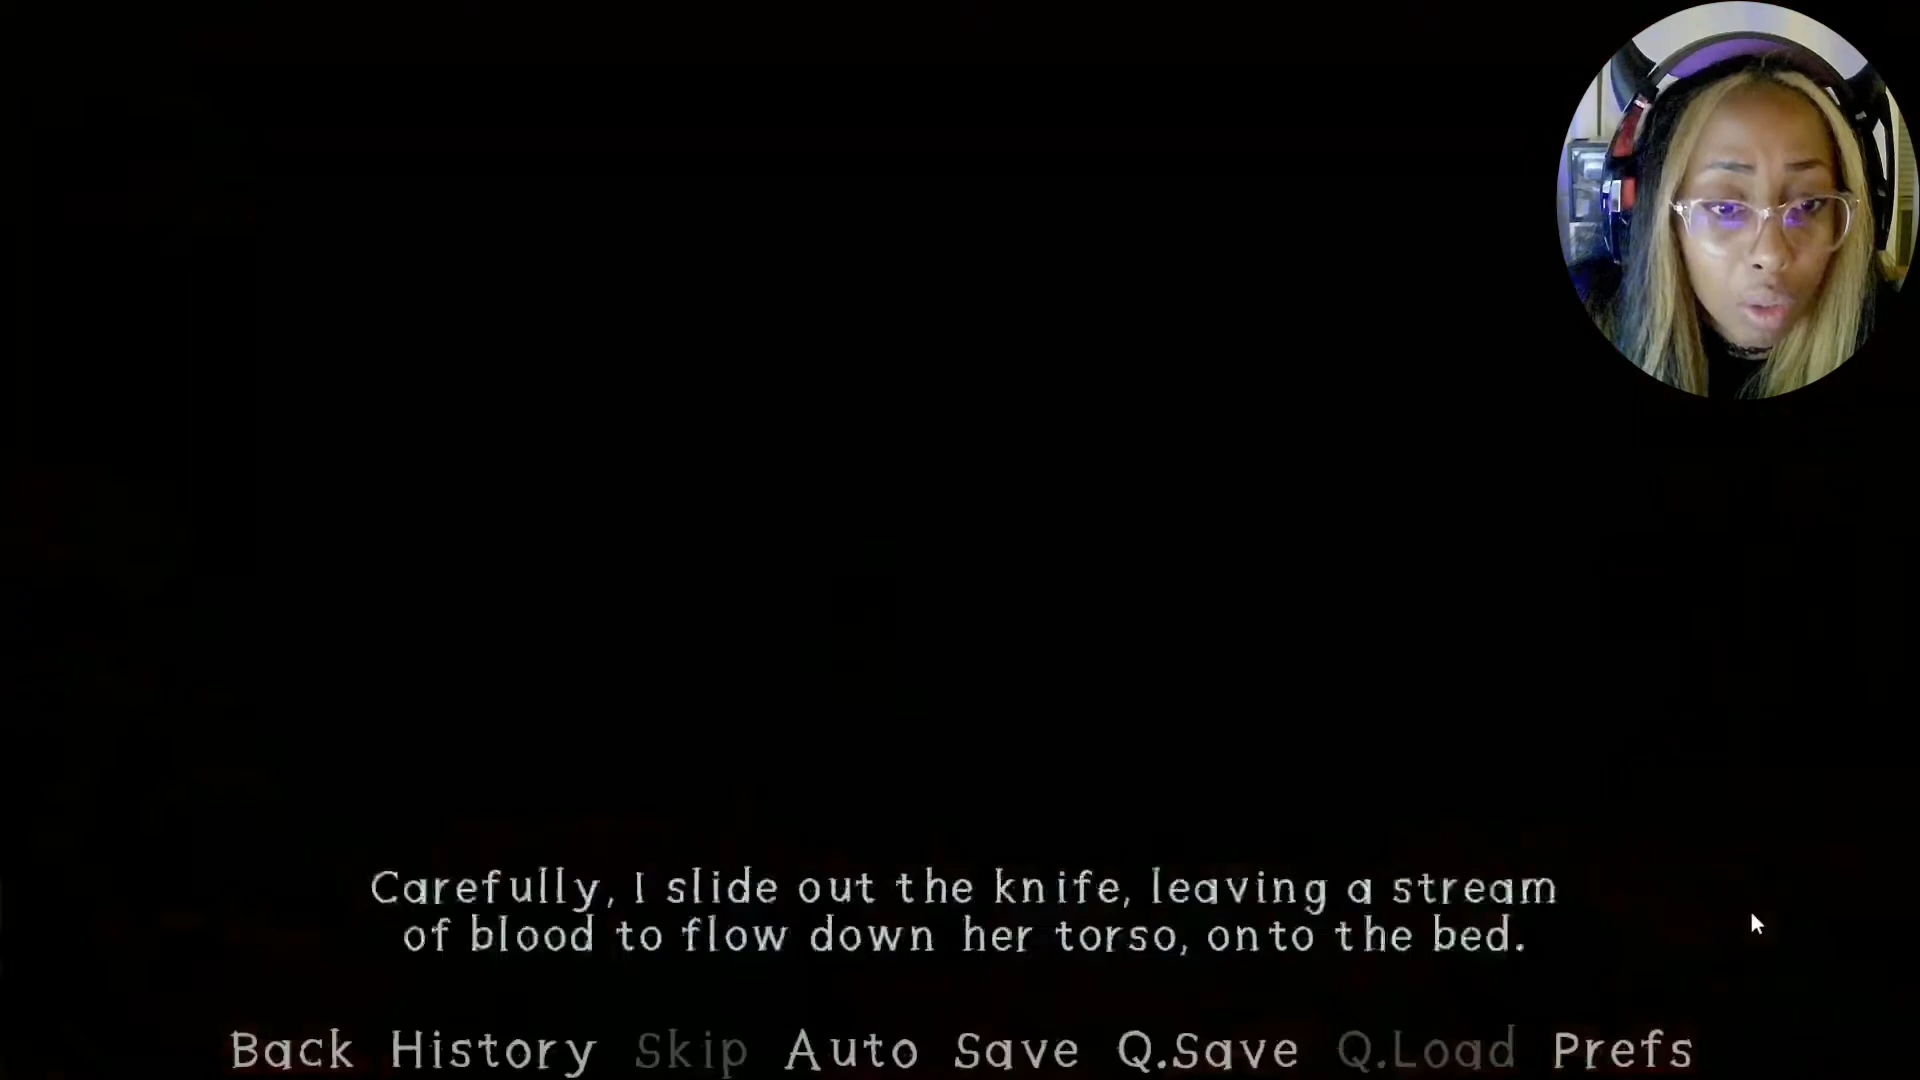 Carefully, I slide out the knife, leaving a stream
of blood to flow down her torso, onto the bed.
Back History Skip Auto Save Q.Save Q.Load Prefs